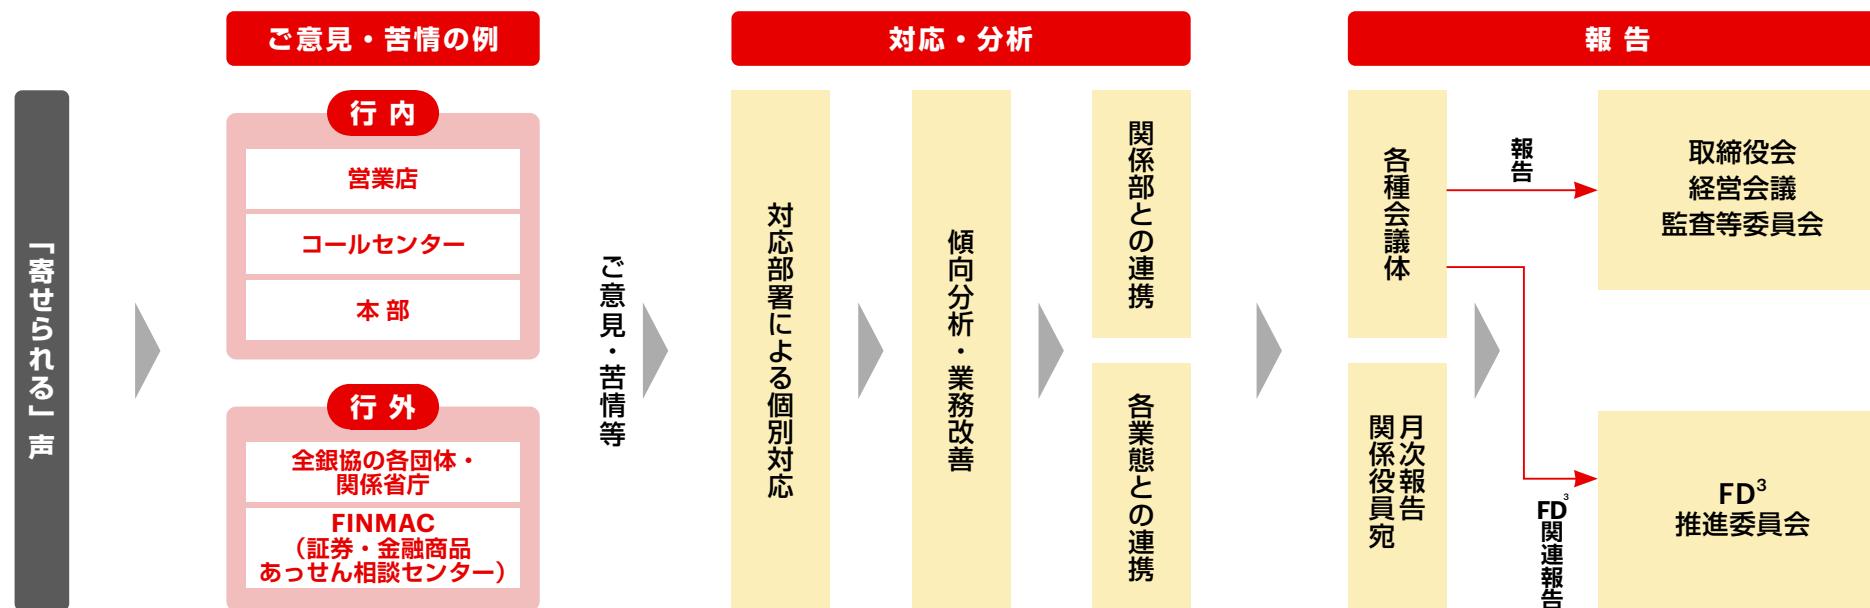 ご意見・苦情の例
対応・分析
報告
「寄せられる」声
行内
営業店
コールセンター
本部
行外
全銀協の各団体・
関係省庁
FINMAC
（証券・金融商品
あっせん相談センター）
ご意見・苦情等
対応部署による個別対応
傾向分析・業務改善
関係部との連携
各業態との連携
各種会議体
月次報告
関係役員宛
報告
取締役会
経営会議
監査等委員会
FD³関連報告
FD³
推進委員会